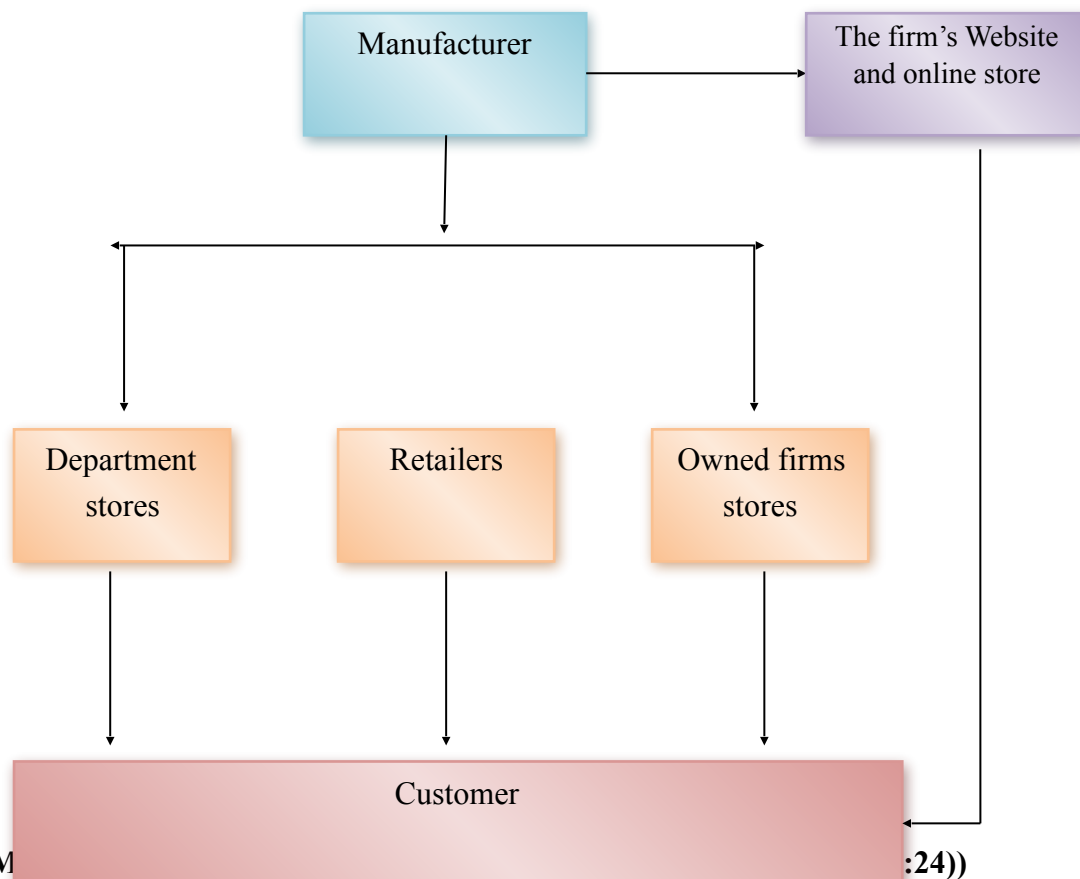 Manufacturer
The firm’s Website
and online store
Department
stores
Retailers
Owned firms
stores
Customer
:24))